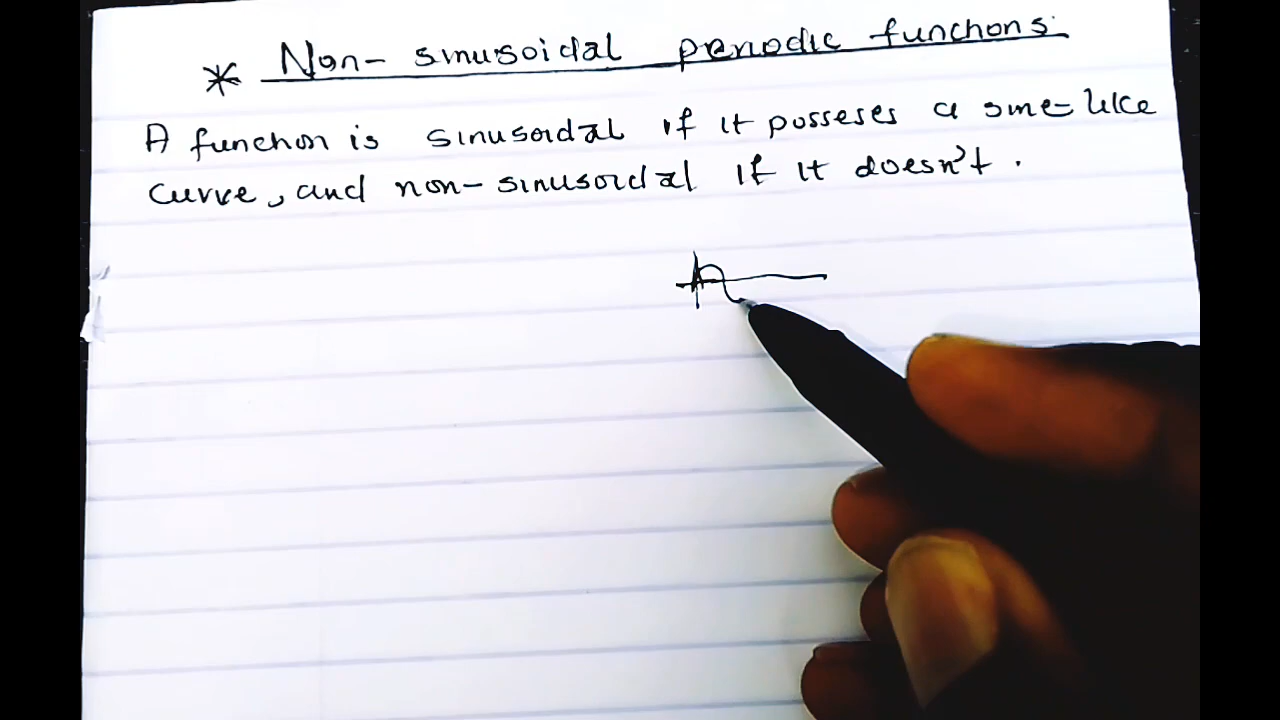 * Non-sinusoidal periodic functions.
A function is sinusoidal if it posseses a sine-like
curve, and non-sinusoidal if it doesn't.